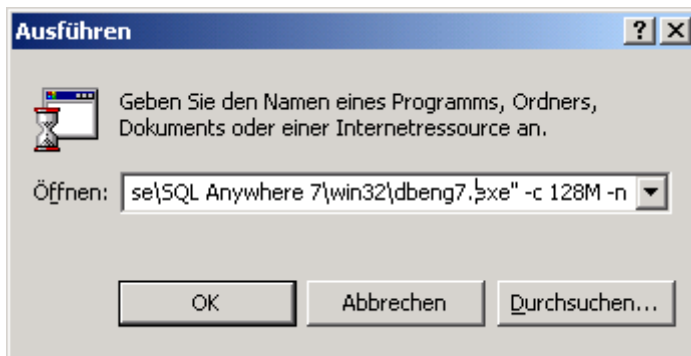 Ausführen
Geben Sie den Namen eines Programms, Ordners,
Dokuments oder einer Internetressource an.
Öffnen: se\SQL Anywhere 7\win32\dbeng7.exe" -c 128M -n
OK Abbrechen Durchsuchen...